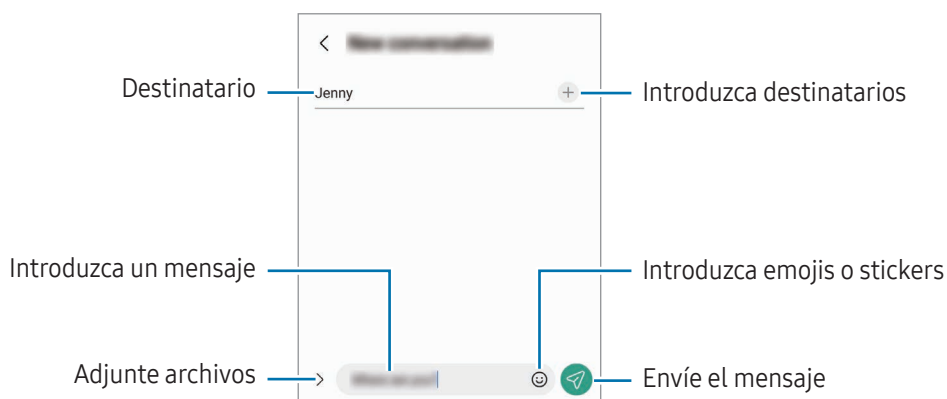 Destinatario
Jenny
Introduzca destinatarios
Introduzca un mensaje
Introduzca emojis o stickers
Adjunte archivos
Envíe el mensaje